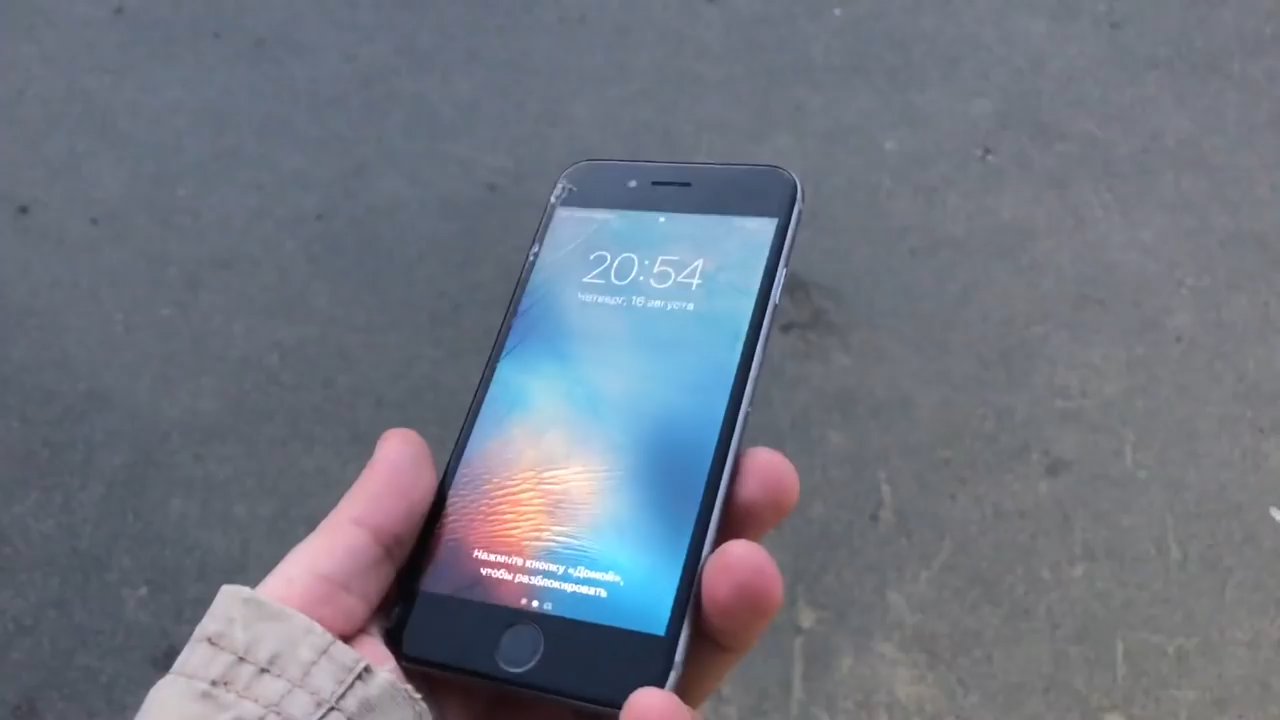 20:54
Четверг, 16 августа
Нажмите кнопку «Домой»,
чтобы разблокировать